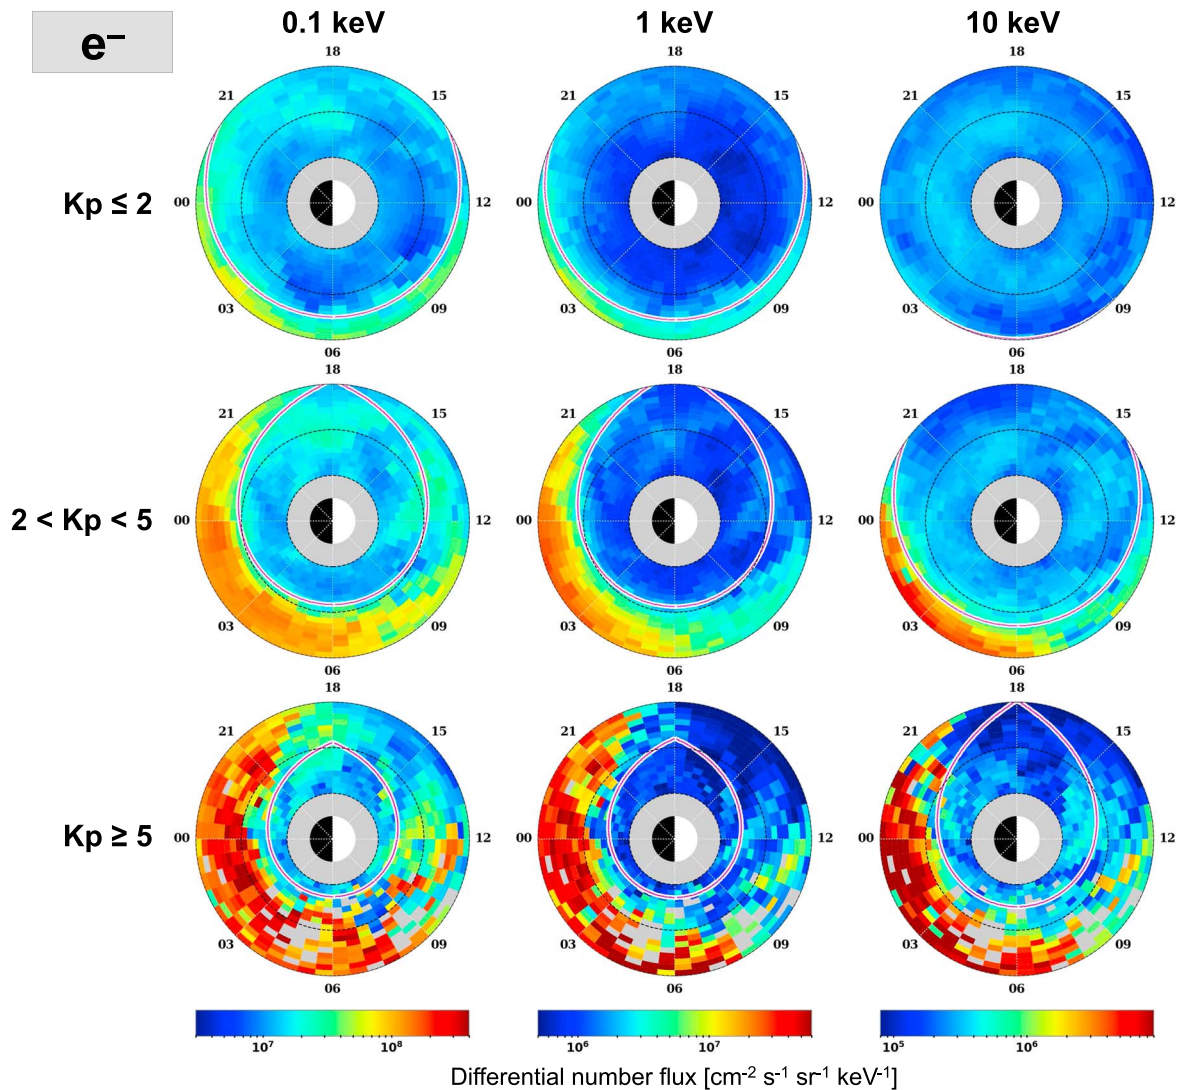 e⁻ 0.1 keV 1 keV 10 keV
18 18 18
21 15 21 15 21 15
Kp ≤ 2 00 12 00 12 00 12
03 09 03 09 03 09
06 06 06
18 18 18
21 15 21 15 21 15
2 < Kp < 5 00 12 00 12 00 12
03 09 03 09 03 09
06 06 06
18 18 18
21 15 21 15 21 15
Kp ≥ 5 00 12 00 12 00 12
03 09 03 09 03 09
06 06 06
10⁷ 10⁸ 10⁶ 10⁷ 10⁵ 10⁶
Differential number flux [cm⁻² s⁻¹ sr⁻¹ keV⁻¹]